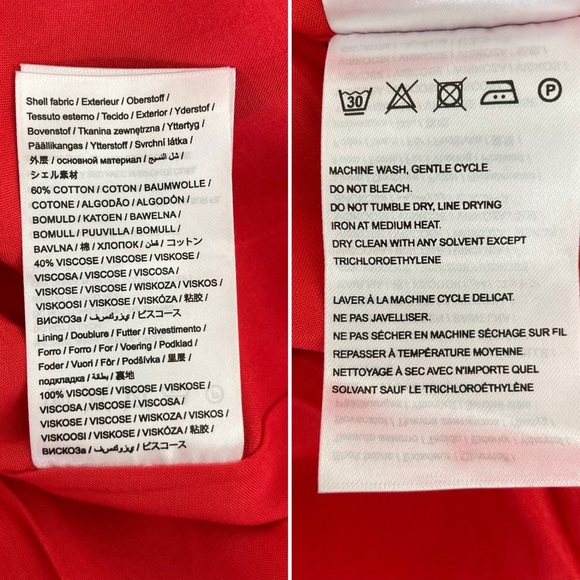 Shell fabric / Exterieur / Oberstoff /
Tessuto esterno / Tecido / Exterior / Yderstof /
Bovenstof / Tkanina zewnętrzna / Yttertyg /
Päällikangas / Ytterstoff / Svrchní látka /
外層 / основной материал / شل النسيج /
シェル素材
60% COTTON / COTON / BAUMWOLLE /
COTONE / ALGODÃO / ALGODÓN /
BOMULD / KATOEN / BAWEŁNA /
BOMULL / PUUVILLA / BOMULL /
BAVLNA / 棉 / ХЛОПОК / قطن / コットン
40% VISCOSE / VISCOSE / VISKOSE /
VISCOSA / VISCOSE / VISCOSA /
VISKOSE / VISCOSE / WISKOZA / VISKOS /
VISKOOSI / VISKOSE / VISKÓZA / 粘胶 /
ВИСКОЗа / فيسكوزي / ビスコース
Lining / Doublure / Futter / Rivestimento /
Forro / Forro / For / Voering / Podklad /
Foder / Vuori / Fôr / Podšívka / 里層 /
подкладка / بطانة / 裏地
100% VISCOSE / VISCOSE / VISKOSE /
VISCOSA / VISCOSE / VISCOSA /
VISKOSE / VISCOSE / WISKOZA / VISKOS /
VISKOOSI / VISKOSE / VISKÓZA / 粘胶 /
ВИСКОЗа / فيسكوزي / ビスコース
30 P
MACHINE WASH, GENTLE CYCLE
DO NOT BLEACH.
DO NOT TUMBLE DRY, LINE DRYING
IRON AT MEDIUM HEAT.
DRY CLEAN WITH ANY SOLVENT EXCEPT
TRICHLOROETHYLENE
LAVER À LA MACHINE CYCLE DELICAT.
NE PAS JAVELLISER.
NE PAS SÉCHER EN MACHINE SÉCHAGE SUR FIL
REPASSER À TEMPÉRATURE MOYENNE.
NETTOYAGE À SEC AVEC N'IMPORTE QUEL
SOLVANT SAUF LE TRICHLOROÉTHYLÈNE